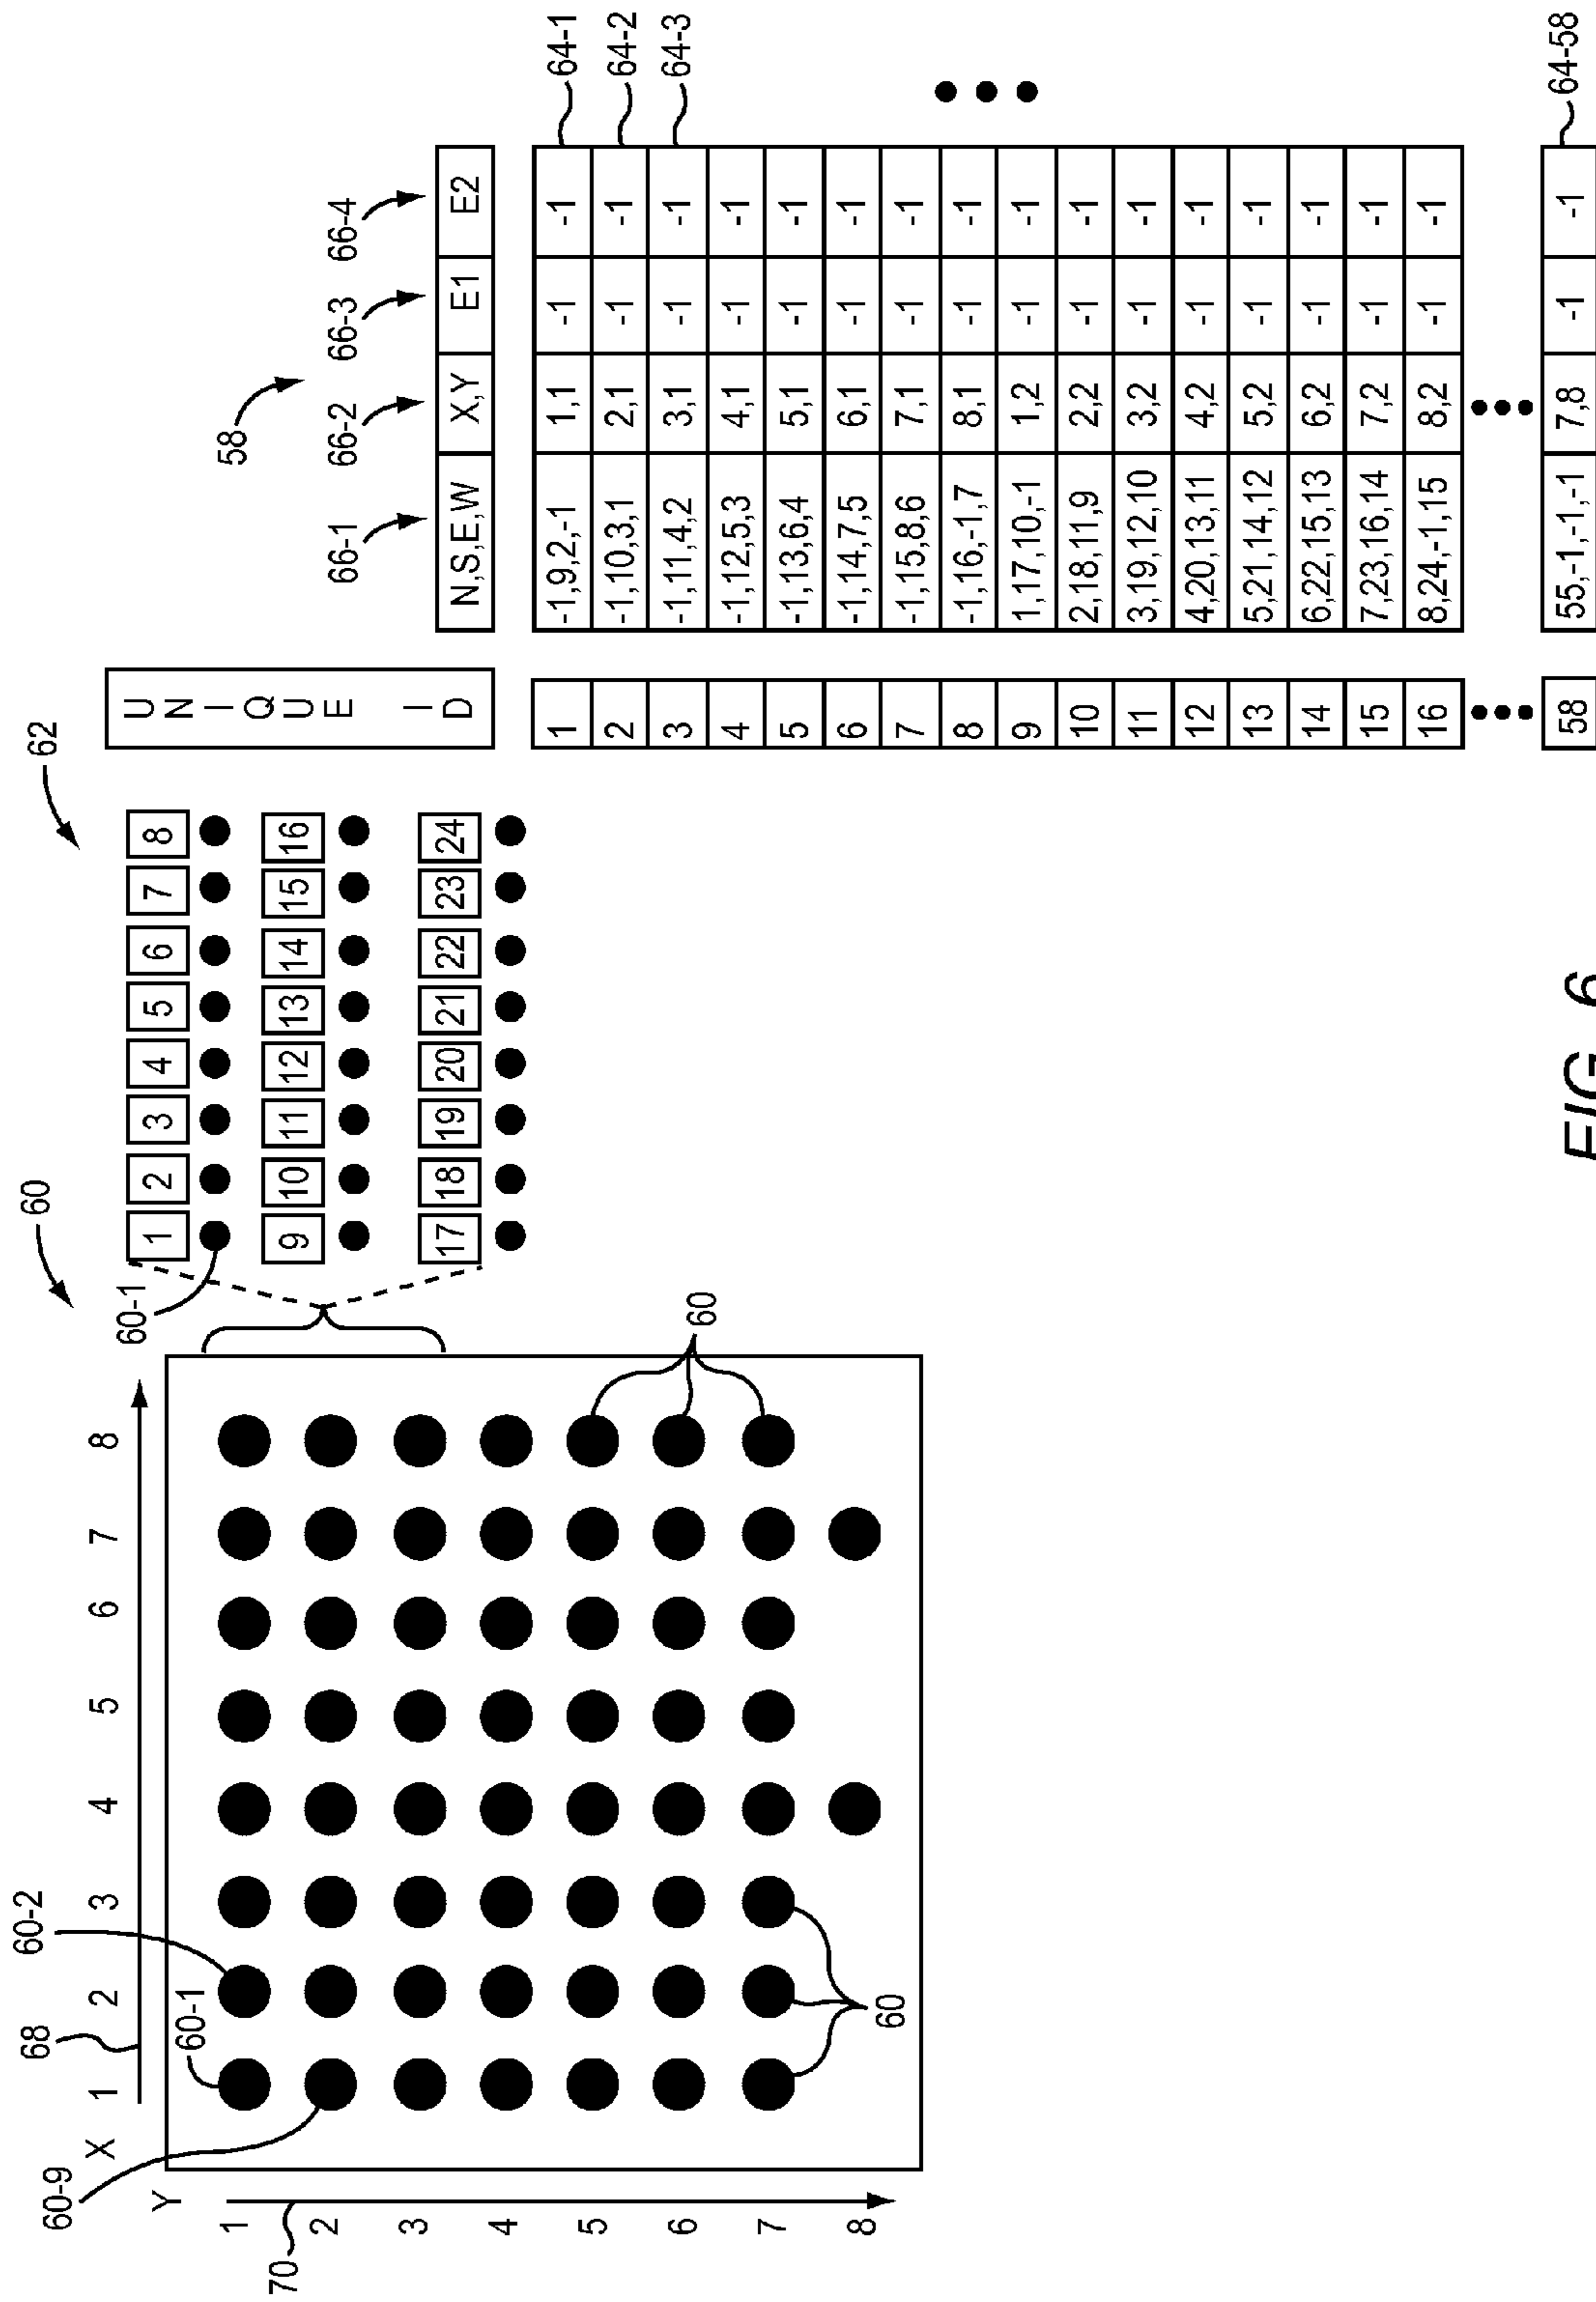 60
62
58
68
60-2
60-9
60-1
X 1 2 3 4 5 6 7 8
Y
1
2
3
4
5
6
7
8
70
60
60
60-1
1 2 3 4 5 6 7 8
9 10 11 12 13 14 15 16
17 18 19 20 21 22 23 24
UNIQUE ID
66-1 66-2 66-3 66-4
N,S,E,W X,Y E1 E2
1 -1,9,2,-1 1,1 -1 -1 64-1
2 -1,10,3,1 2,1 -1 -1 64-2
3 -1,11,4,2 3,1 -1 -1 64-3
4 -1,12,5,3 4,1 -1 -1
5 -1,13,6,4 5,1 -1 -1
6 -1,14,7,5 6,1 -1 -1
7 -1,15,8,6 7,1 -1 -1
8 -1,16,-1,7 8,1 -1 -1
9 1,17,10,-1 1,2 -1 -1
10 2,18,11,9 2,2 -1 -1
11 3,19,12,10 3,2 -1 -1
12 4,20,13,11 4,2 -1 -1
13 5,21,14,12 5,2 -1 -1
14 6,22,15,13 6,2 -1 -1
15 7,23,16,14 7,2 -1 -1
16 8,24,-1,15 8,2 -1 -1
58 55,-1,-1,-1 7,8 -1 -1 64-58
FIG. 6